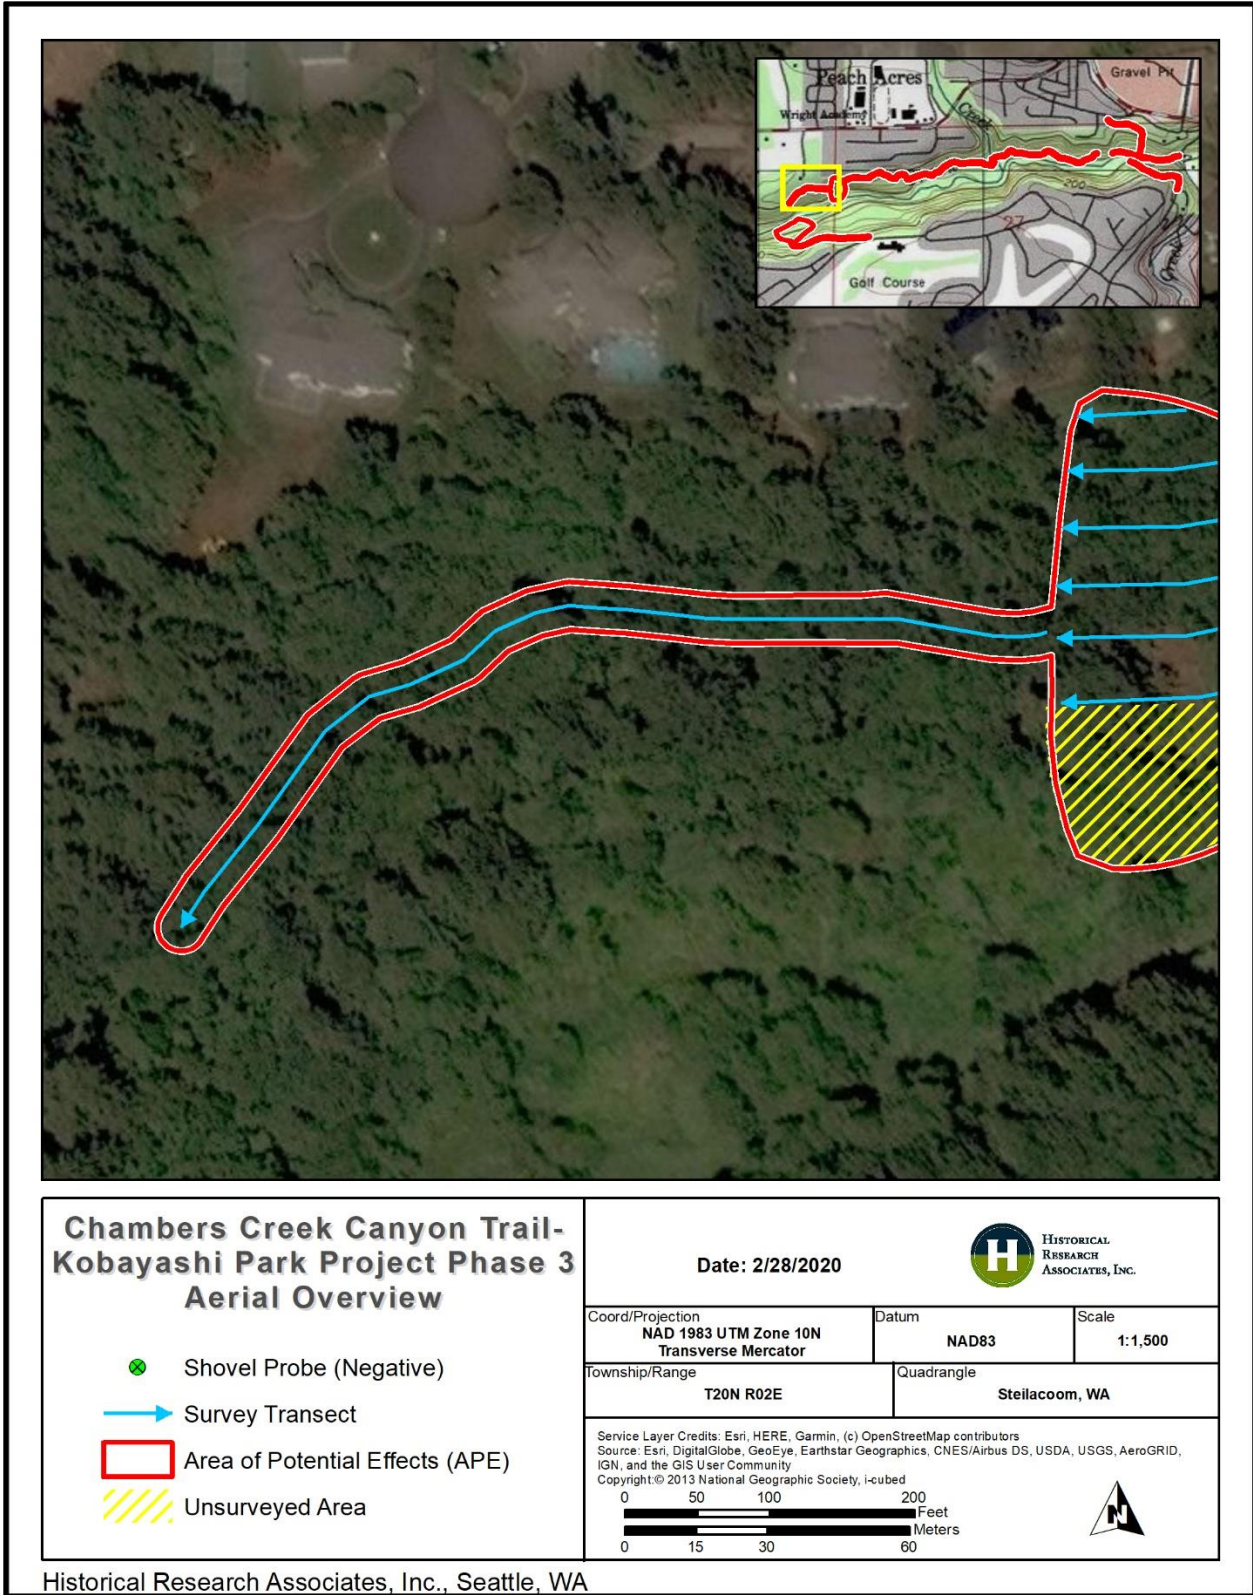 Peach Acres
Gravel Pit
Wright Academy
Creek
200
27
Golf Course
Creek
Chambers Creek Canyon Trail-
Kobayashi Park Project Phase 3
Aerial Overview
Shovel Probe (Negative)
Survey Transect
Area of Potential Effects (APE)
Unsurveyed Area
Date: 2/28/2020
H
HISTORICAL
RESEARCH
ASSOCIATES, INC.
Coord/Projection
NAD 1983 UTM Zone 10N
Transverse Mercator
Datum
NAD83
Scale
1:1,500
Township/Range
T20N R02E
Quadrangle
Steilacoom, WA
Service Layer Credits: Esri, HERE, Garmin, (c) OpenStreetMap contributors
Source: Esri, DigitalGlobe, GeoEye, Earthstar Geographics, CNES/Airbus DS, USDA, USGS, AeroGRID,
IGN, and the GIS User Community
Copyright:© 2013 National Geographic Society, i-cubed
0 50 100 200
Feet
Meters
0 15 30 60
N
Historical Research Associates, Inc., Seattle, WA